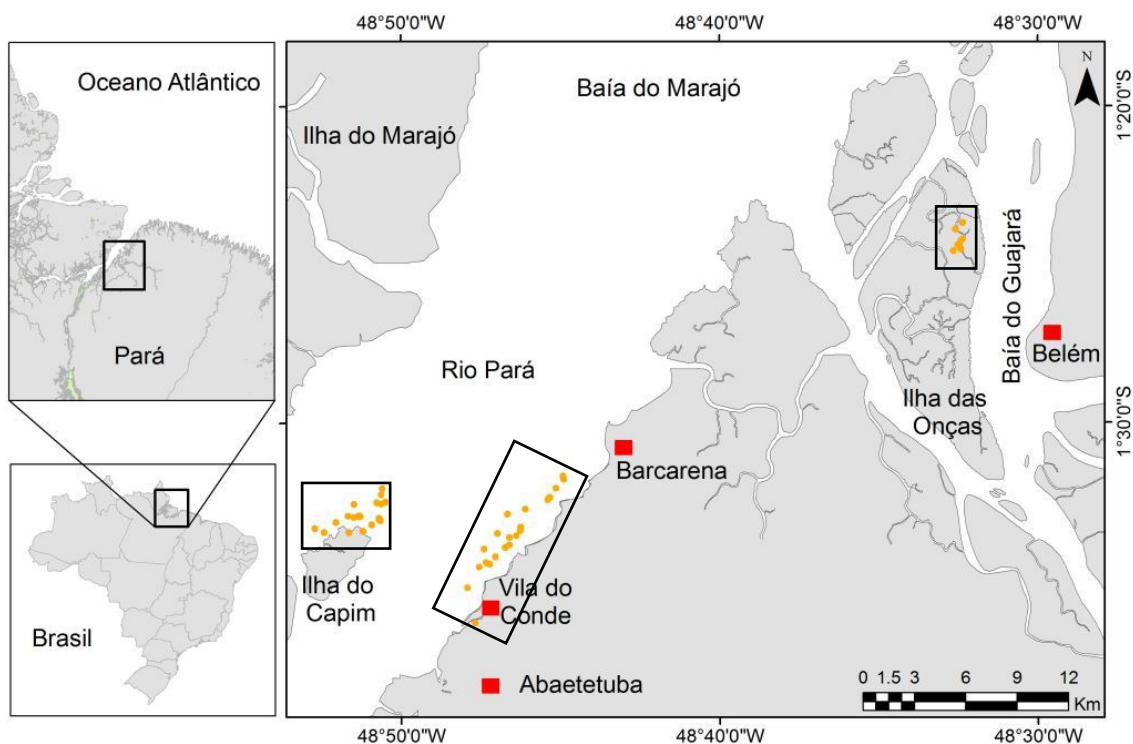 48°50'0"W
48°40'0"W
48°30'0"W
Oceano Atlântico
Pará
Brasil
Baía do Marajó
Ilha do Marajó
N
1°20'0"S
Baía do Guajará
Rio Pará
Belém
Ilha das
Onças
1°30'0"S
Barcarena
Ilha do
Capim
Vila do
Conde
Abaetetuba
0 1.5 3 6 9 12
Km
48°50'0"W
48°40'0"W
48°30'0"W